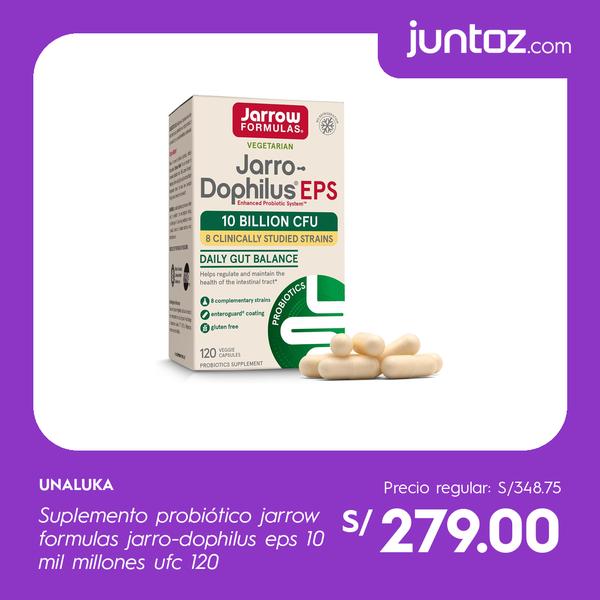 juntoz.com
Jarrow
FORMULAS®
VEGETARIAN
Jarro-
Dophilus® EPS
Enhanced Probiotic System™
10 BILLION CFU
8 CLINICALLY STUDIED STRAINS
DAILY GUT BALANCE
Helps regulate and maintain the
health of the intestinal tract*
8 complementary strains
enteroguard® coating
gluten free
PROBIOTICS
120 VEGGIE
CAPSULES
PROBIOTICS SUPPLEMENT
UNALUKA
Suplemento probiótico jarrow
formulas jarro-dophilus eps 10
mil millones ufc 120
Precio regular: S/348.75
S/ 279.00